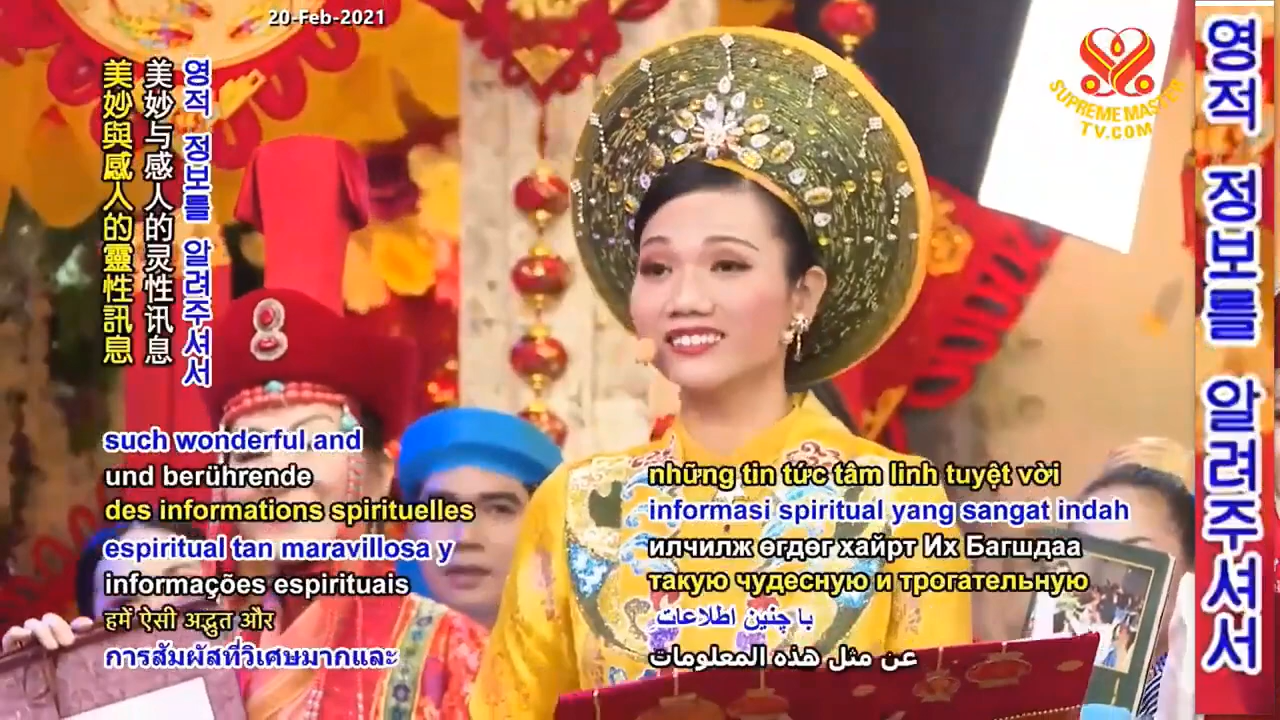 20-Feb-2021
SUPREME MASTER
TV.COM
영적 정보를 알려주셔서
美妙与感人的灵性讯息
美妙與感人的靈性訊息
such wonderful and
und berührende
des informations spirituelles
espiritual tan maravillosa y
informações espirituais
हमें ऐसी अद्भुत और
การสัมผัสที่วิเศษมากและ
những tin tức tâm linh tuyệt vời
informasi spiritual yang sangat indah
илчилж өгдөг хайрт Их Багшдаа
такую чудесную и трогательную
با چنین اطلاعات
عن مثل هذه المعلومات
영적 정보를 알려주셔서